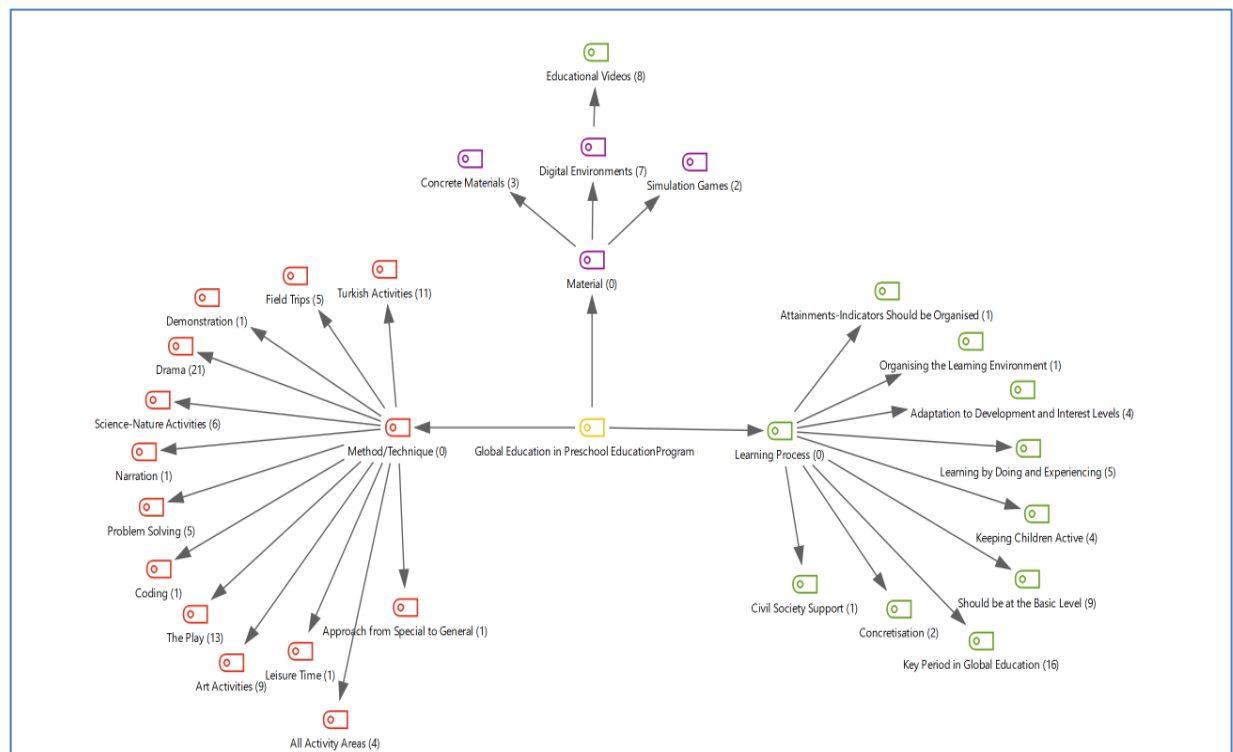 Educational Videos (8)
Concrete Materials (3)
Digital Environments (7)
Simulation Games (2)
Material (0)
Turkish Activities (11)
Field Trips (5)
Demonstration (1)
Drama (21)
Science-Nature Activities (6)
Narration (1)
Problem Solving (5)
Coding (1)
The Play (13)
Art Activities (9)
Leisure Time (1)
All Activity Areas (4)
Approach from Special to General (1)
Method/Technique (0)
Global Education in Preschool EducationProgram
Learning Process (0)
Attainments-Indicators Should be Organised (1)
Organising the Learning Environment (1)
Adaptation to Development and Interest Levels (4)
Learning by Doing and Experiencing (5)
Keeping Children Active (4)
Should be at the Basic Level (9)
Key Period in Global Education (16)
Concretisation (2)
Civil Society Support (1)